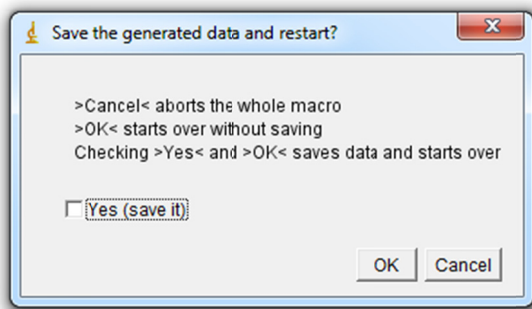 Save the generated data and restart?
>Cancel< aborts the whole macro
>OK< starts over without saving
Checking >Yes< and >OK< saves data and starts over
Yes (save it)
OK
Cancel